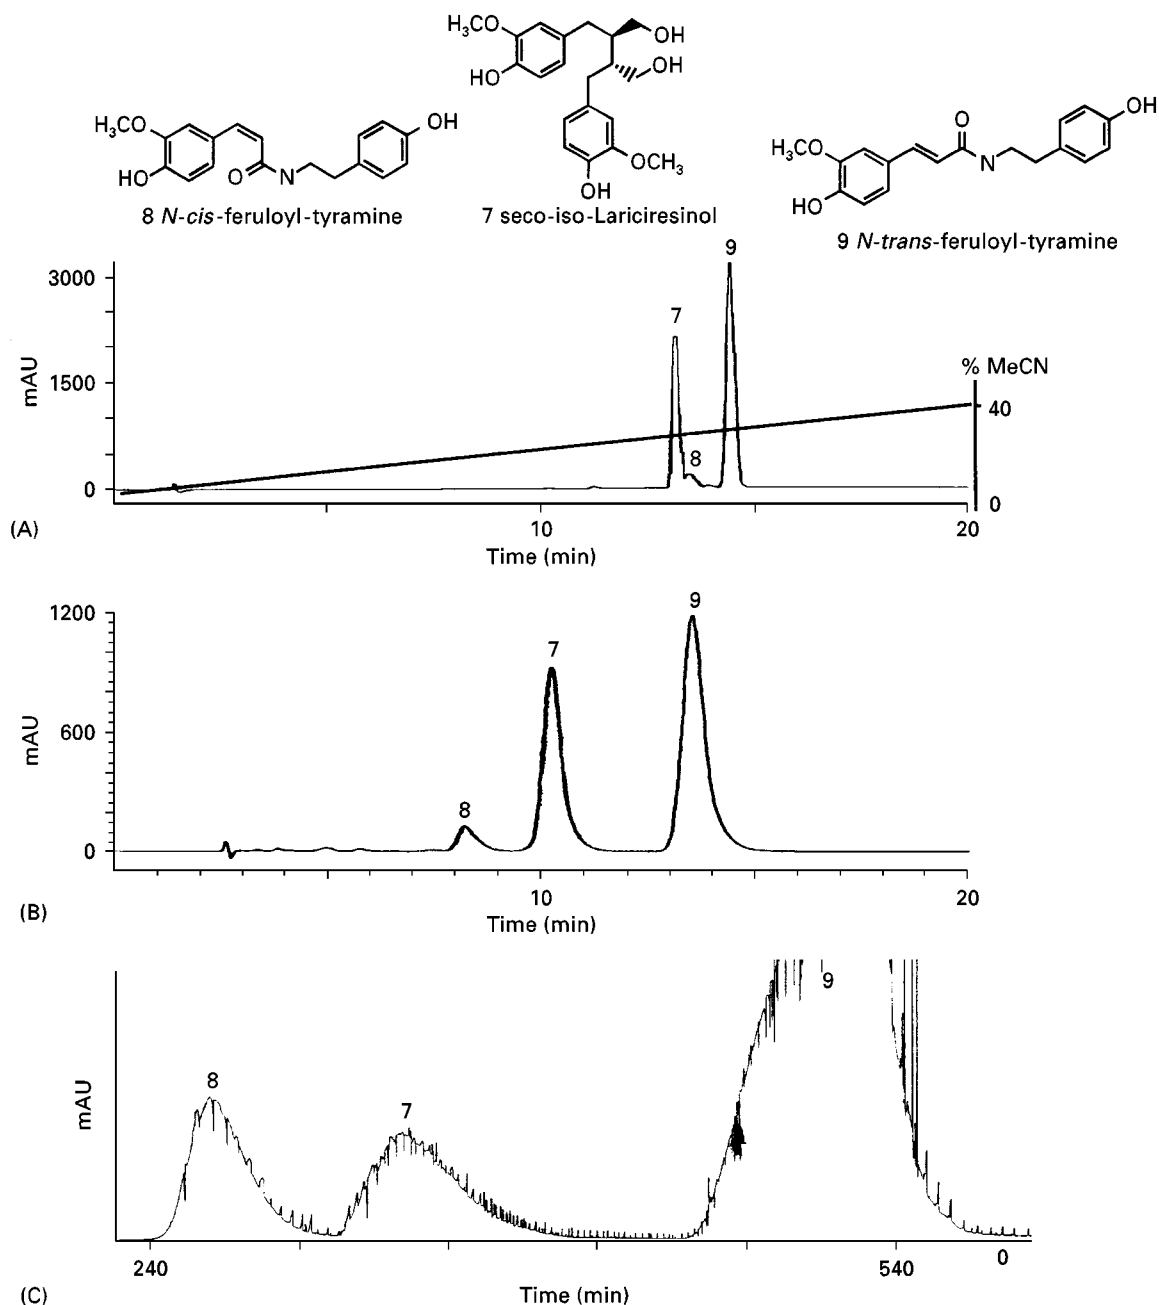 H₃CO
OH
OH
HO
OCH₃
OH
H₃CO
HO
O
N
OH
8 N-cis-feruloyl-tyramine
7 seco-iso-Lariciresinol
H₃CO
HO
O
N
OH
9 N-trans-feruloyl-tyramine
3000
1500
0
mAU
7
8
9
% MeCN
40
0
10
20
Time (min)
(A)
1200
600
0
mAU
8
7
9
10
20
Time (min)
(B)
mAU
8
7
9
240
540
0
Time (min)
(C)